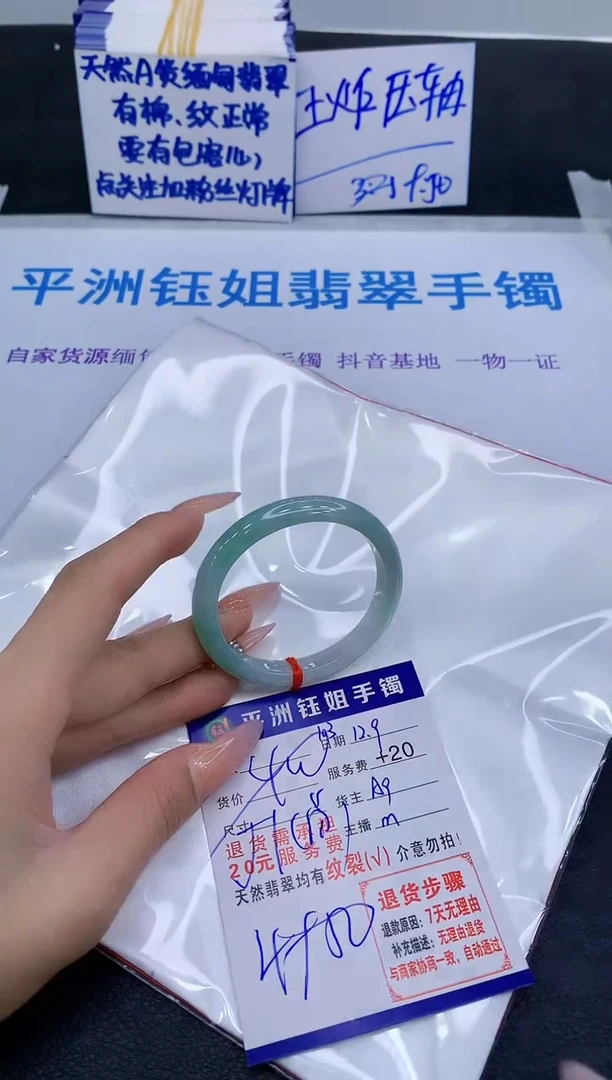 天然A货缅甸翡翠
有棉、纹正常
要有包容心)
点关注加粉丝灯牌
压轴
平洲钰姐翡翠手镯
自家货源缅
手镯 抖音基地 一物一证
平洲钰姐手镯
日期 12.9
货价
服务费 +20
尺寸
货主 A9
主播 m
退货需承担
20元服务费
天然翡翠均有纹裂(√) 介意勿拍!
退货步骤
退款原因: 7天无理由
补充描述: 无理由退货
与商家协商一致, 自动通过